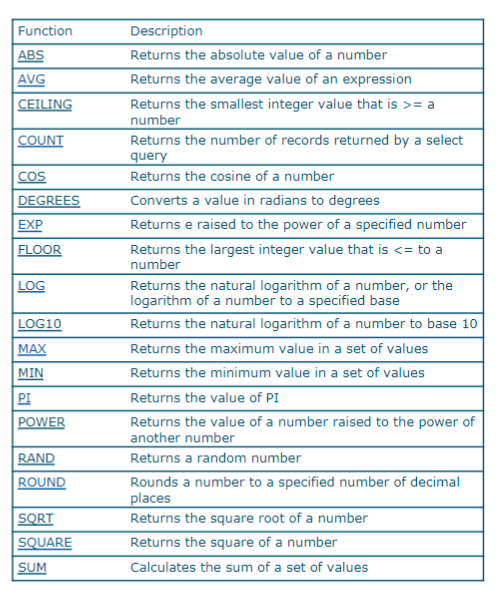 Function Description
ABS Returns the absolute value of a number
AVG Returns the average value of an expression
CEILING Returns the smallest integer value that is >= a
number
COUNT Returns the number of records returned by a select
query
COS Returns the cosine of a number
DEGREES Converts a value in radians to degrees
EXP Returns e raised to the power of a specified number
FLOOR Returns the largest integer value that is <= to a
number
LOG Returns the natural logarithm of a number, or the
logarithm of a number to a specified base
LOG10 Returns the natural logarithm of a number to base 10
MAX Returns the maximum value in a set of values
MIN Returns the minimum value in a set of values
PI Returns the value of PI
POWER Returns the value of a number raised to the power of
another number
RAND Returns a random number
ROUND Rounds a number to a specified number of decimal
places
SQRT Returns the square root of a number
SQUARE Returns the square of a number
SUM Calculates the sum of a set of values